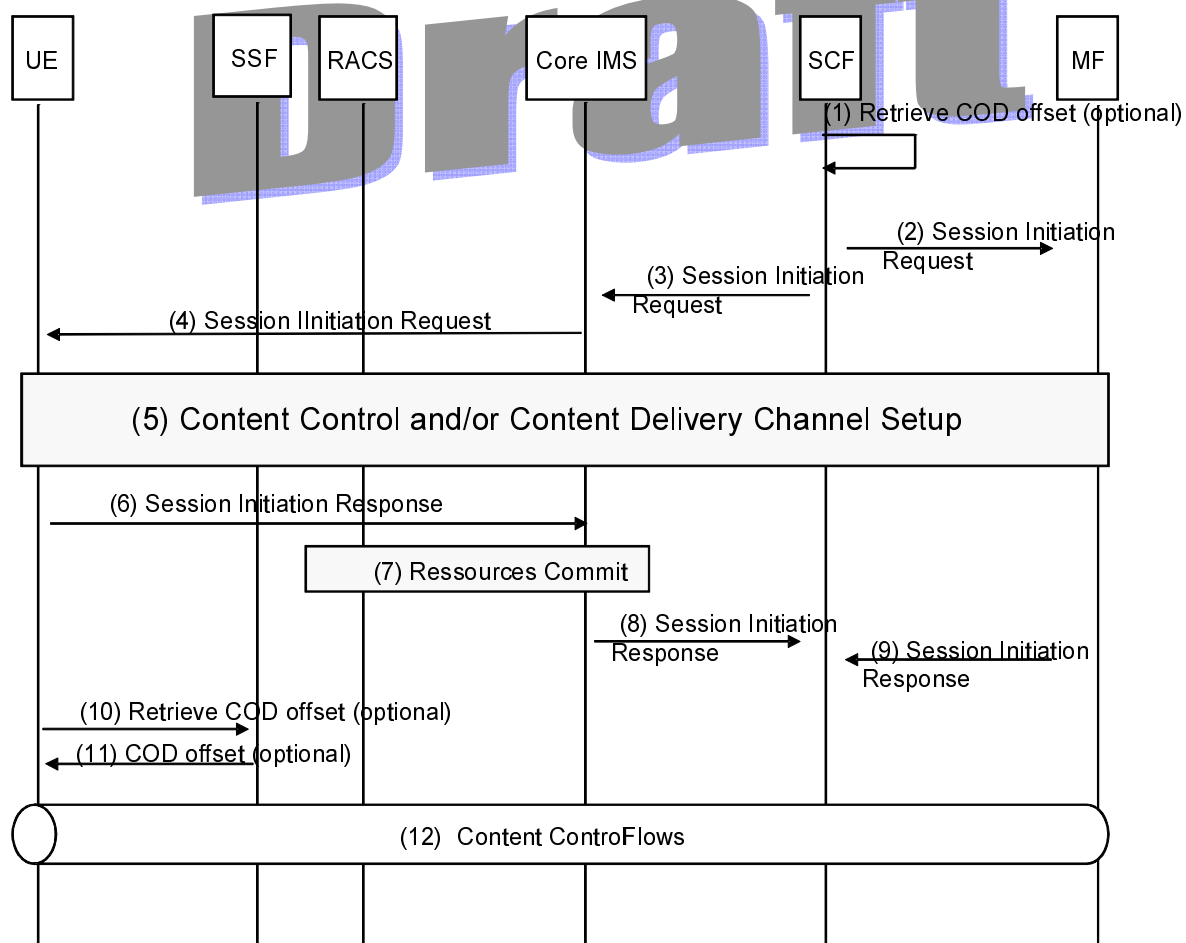 Draft
UE
SSF
RACS
Core IMS
SCF
MF
(1) Retrieve COD offset (optional)
(2) Session Initiation
Request
(3) Session Initiation
Request
(4) Session IInitiation Request
(5) Content Control and/or Content Delivery Channel Setup
(6) Session Initiation Response
(7) Ressources Commit
(8) Session Initiation
Response
(9) Session Initiation
Response
(10) Retrieve COD offset (optional)
(11) COD offset (optional)
(12) Content ControFlows